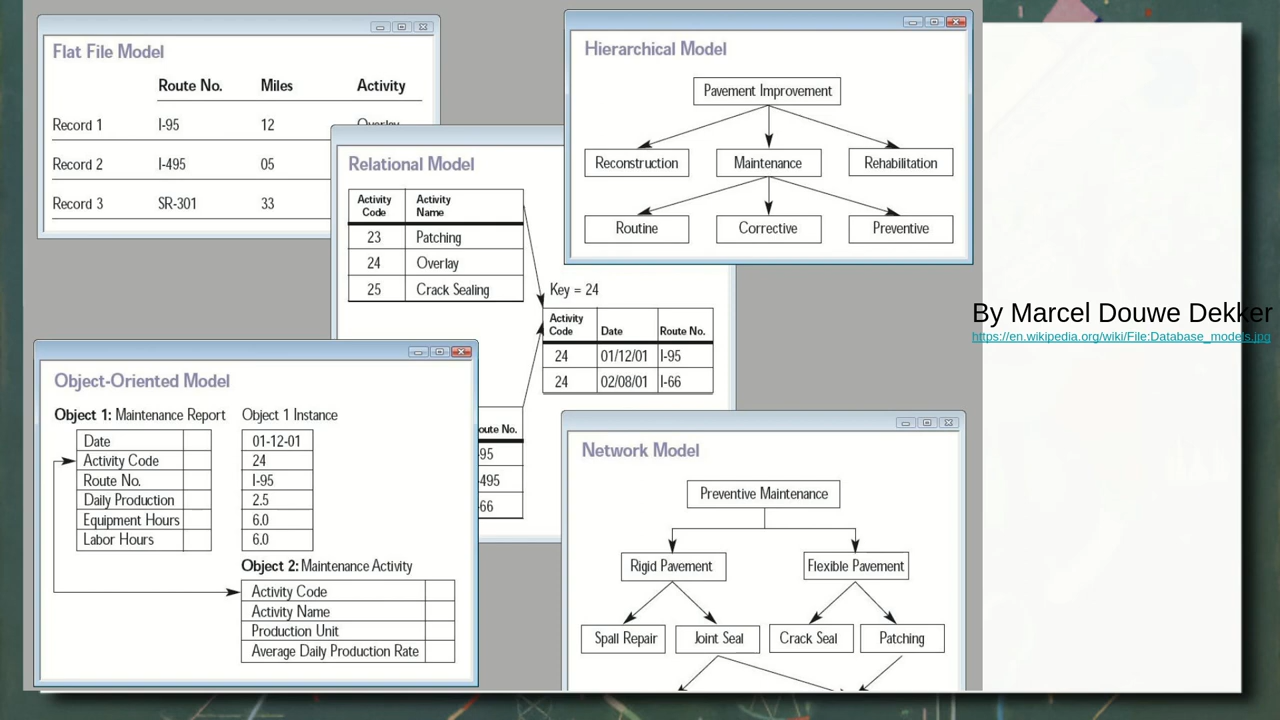 Flat File Model
Route No. Miles Activity
Record 1 I-95 12 Overlay
Record 2 I-495 05
Record 3 SR-301 33
Relational Model
Activity Code Activity Name
23 Patching
24 Overlay
25 Crack Sealing
Key = 24
Activity Code Date Route No.
24 01/12/01 I-95
24 02/08/01 I-66
oute No.
-95
-495
-66
Hierarchical Model
Pavement Improvement
Reconstruction Maintenance Rehabilitation
Routine Corrective Preventive
By Marcel Douwe Dekker
https://en.wikipedia.org/wiki/File:Database_models.jpg
Object-Oriented Model
Object 1: Maintenance Report Object 1 Instance
Date 01-12-01
Activity Code 24
Route No. I-95
Daily Production 2.5
Equipment Hours 6.0
Labor Hours 6.0
Object 2: Maintenance Activity
Activity Code
Activity Name
Production Unit
Average Daily Production Rate
Network Model
Preventive Maintenance
Rigid Pavement Flexible Pavement
Spall Repair Joint Seal Crack Seal Patching